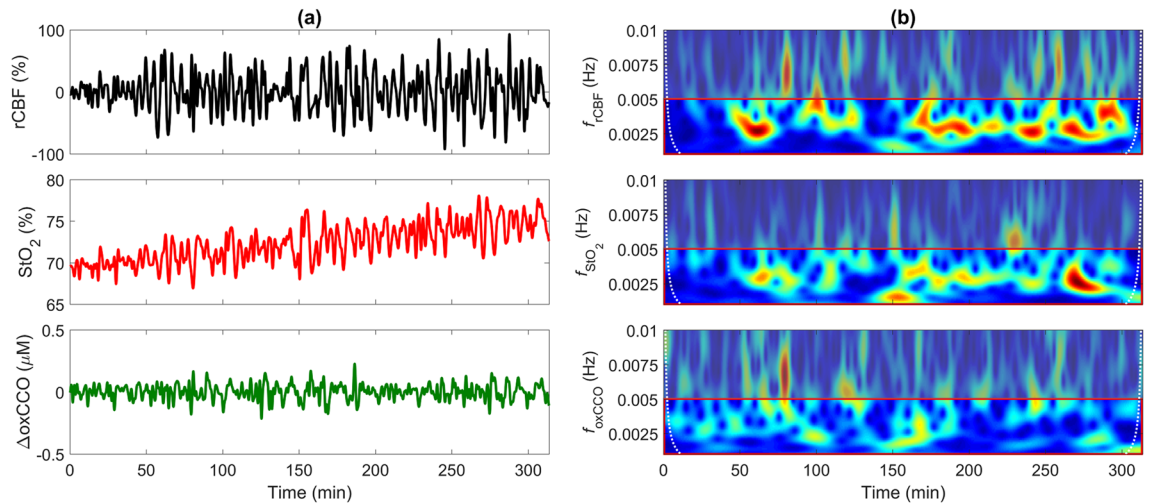 (a)
100
0
-100
rCBF (%)
80
75
70
65
StO2 (%)
0.5
0
-0.5
ΔoxCCO (μM)
0 50 100 150 200 250 300
Time (min)
(b)
0.01
0.0075
0.005
0.0025
frCBF (Hz)
0.01
0.0075
0.005
0.0025
fStO2 (Hz)
0.01
0.0075
0.005
0.0025
foxCCO (Hz)
50 100 150 200 250 300
Time (min)